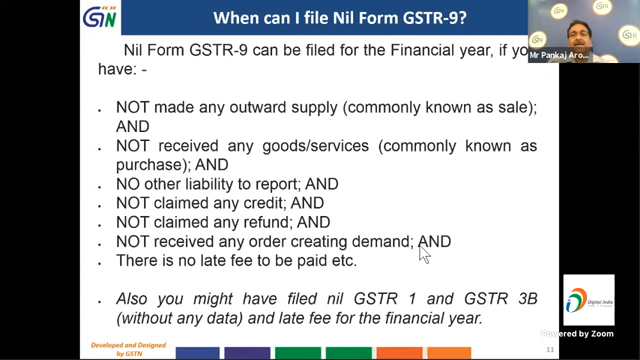 GSTN
When can I file Nil Form GSTR-9?
Nil Form GSTR-9 can be filed for the Financial year, if you
have: -
• NOT made any outward supply (commonly known as sale);
AND
• NOT received any goods/services (commonly known as
purchase); AND
• NO other liability to report; AND
• NOT claimed any credit; AND
• NOT claimed any refund; AND
• NOT received any order creating demand; AND
• There is no late fee to be paid etc.
• Also you might have filed nil GSTR 1 and GSTR 3B
(without any data) and late fee for the financial year.
Developed and Designed
by GSTN
11
Mr Pankaj Aro...
Digital India
Powered by Zoom